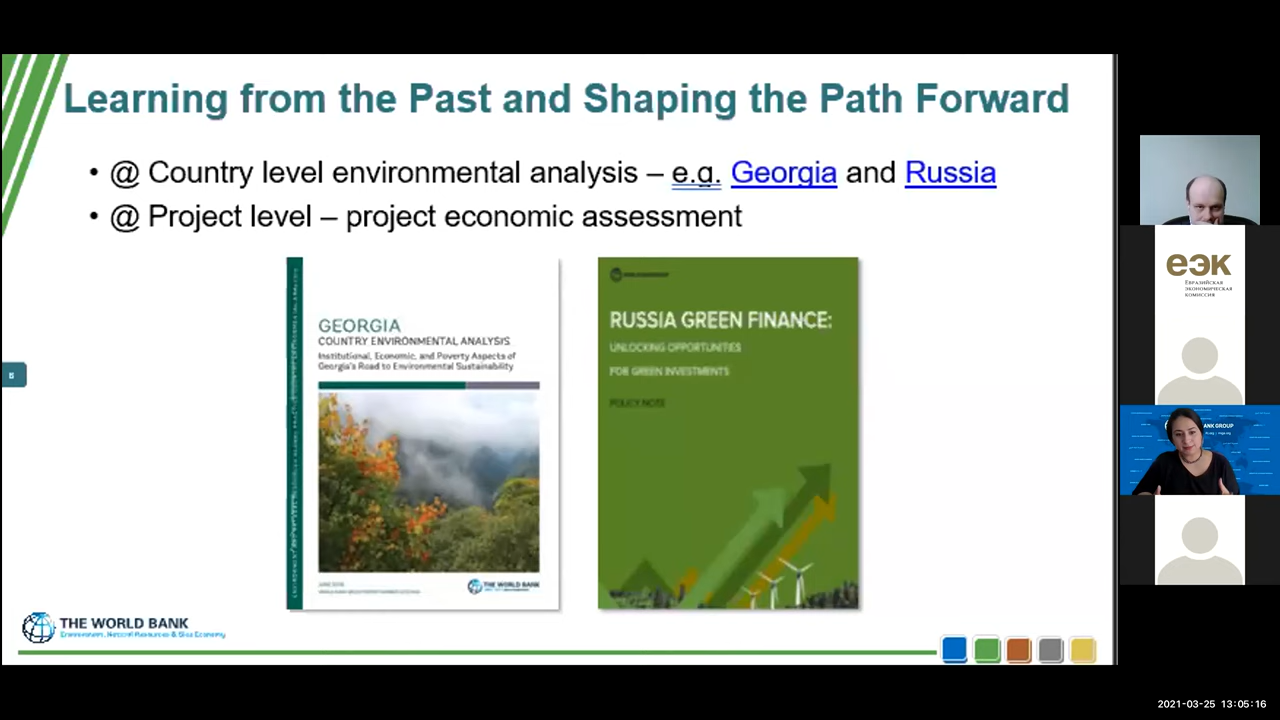 Learning from the Past and Shaping the Path Forward
• @ Country level environmental analysis – e.g. Georgia and Russia
• @ Project level – project economic assessment
GEORGIA
COUNTRY ENVIRONMENTAL ANALYSIS
Institutional, Economic, and Poverty Aspects of
Georgia's Road to Environmental Sustainability
THE WORLD BANK
RUSSIA GREEN FINANCE:
UNLOCKING OPPORTUNITIES
FOR GREEN INVESTMENTS
POLICY NOTE
THE WORLD BANK
Environment, Natural Resources & Blue Economy
еэк
ЕВРАЗИЙСКАЯ
ЭКОНОМИЧЕСКАЯ
КОМИССИЯ
BANK GROUP
2021-03-25 13:05:16